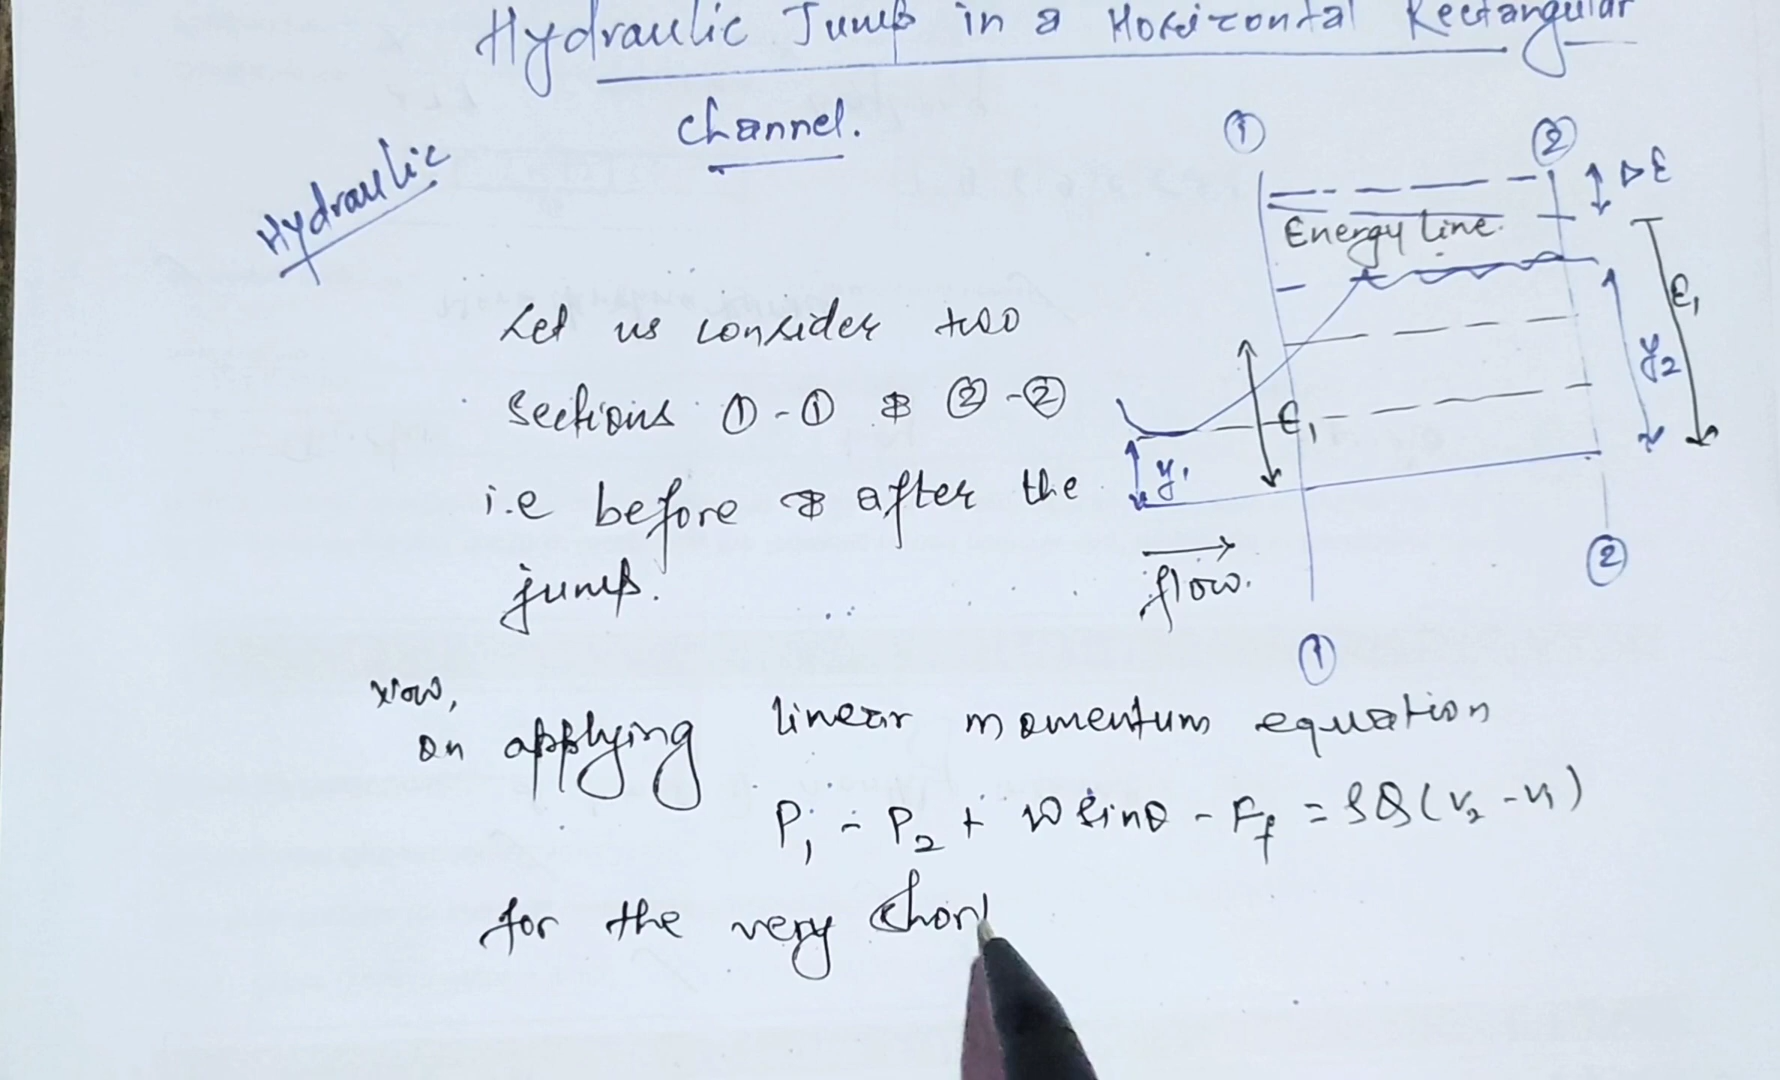 Hydraulic Jump in a Horizontal Rectangular
channel.
Hydraulic
① ②
ΔE
Energy line.
E₁
y₂
E₁
y₁
flow.
②
①
Let us consider two
sections ①-① & ②-②
i.e before & after the
jump.
Now,
on applying linear momentum equation
P₁ - P₂ + W sinθ - F_f = ρQ(V₂ - V₁)
for the very short